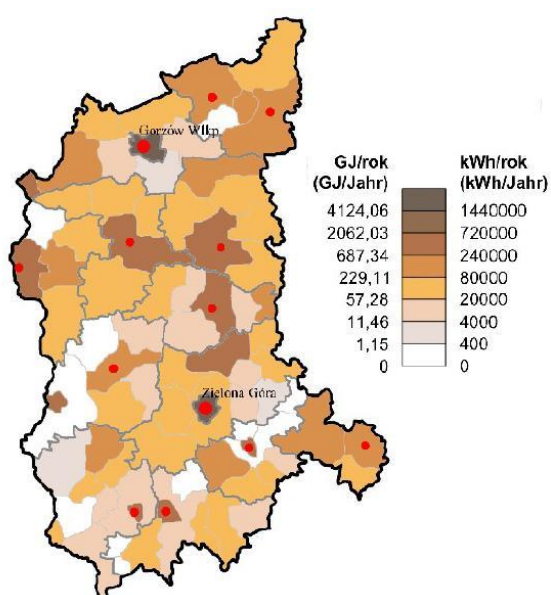 Gorzów Wlkp
GJ/rok kWh/rok
(GJ/Jahr) (kWh/Jahr)
4124,06 1440000
2062,03 720000
687,34 240000
229,11 80000
57,28 20000
11,46 4000
1,15 400
0 0
Zielona Góra